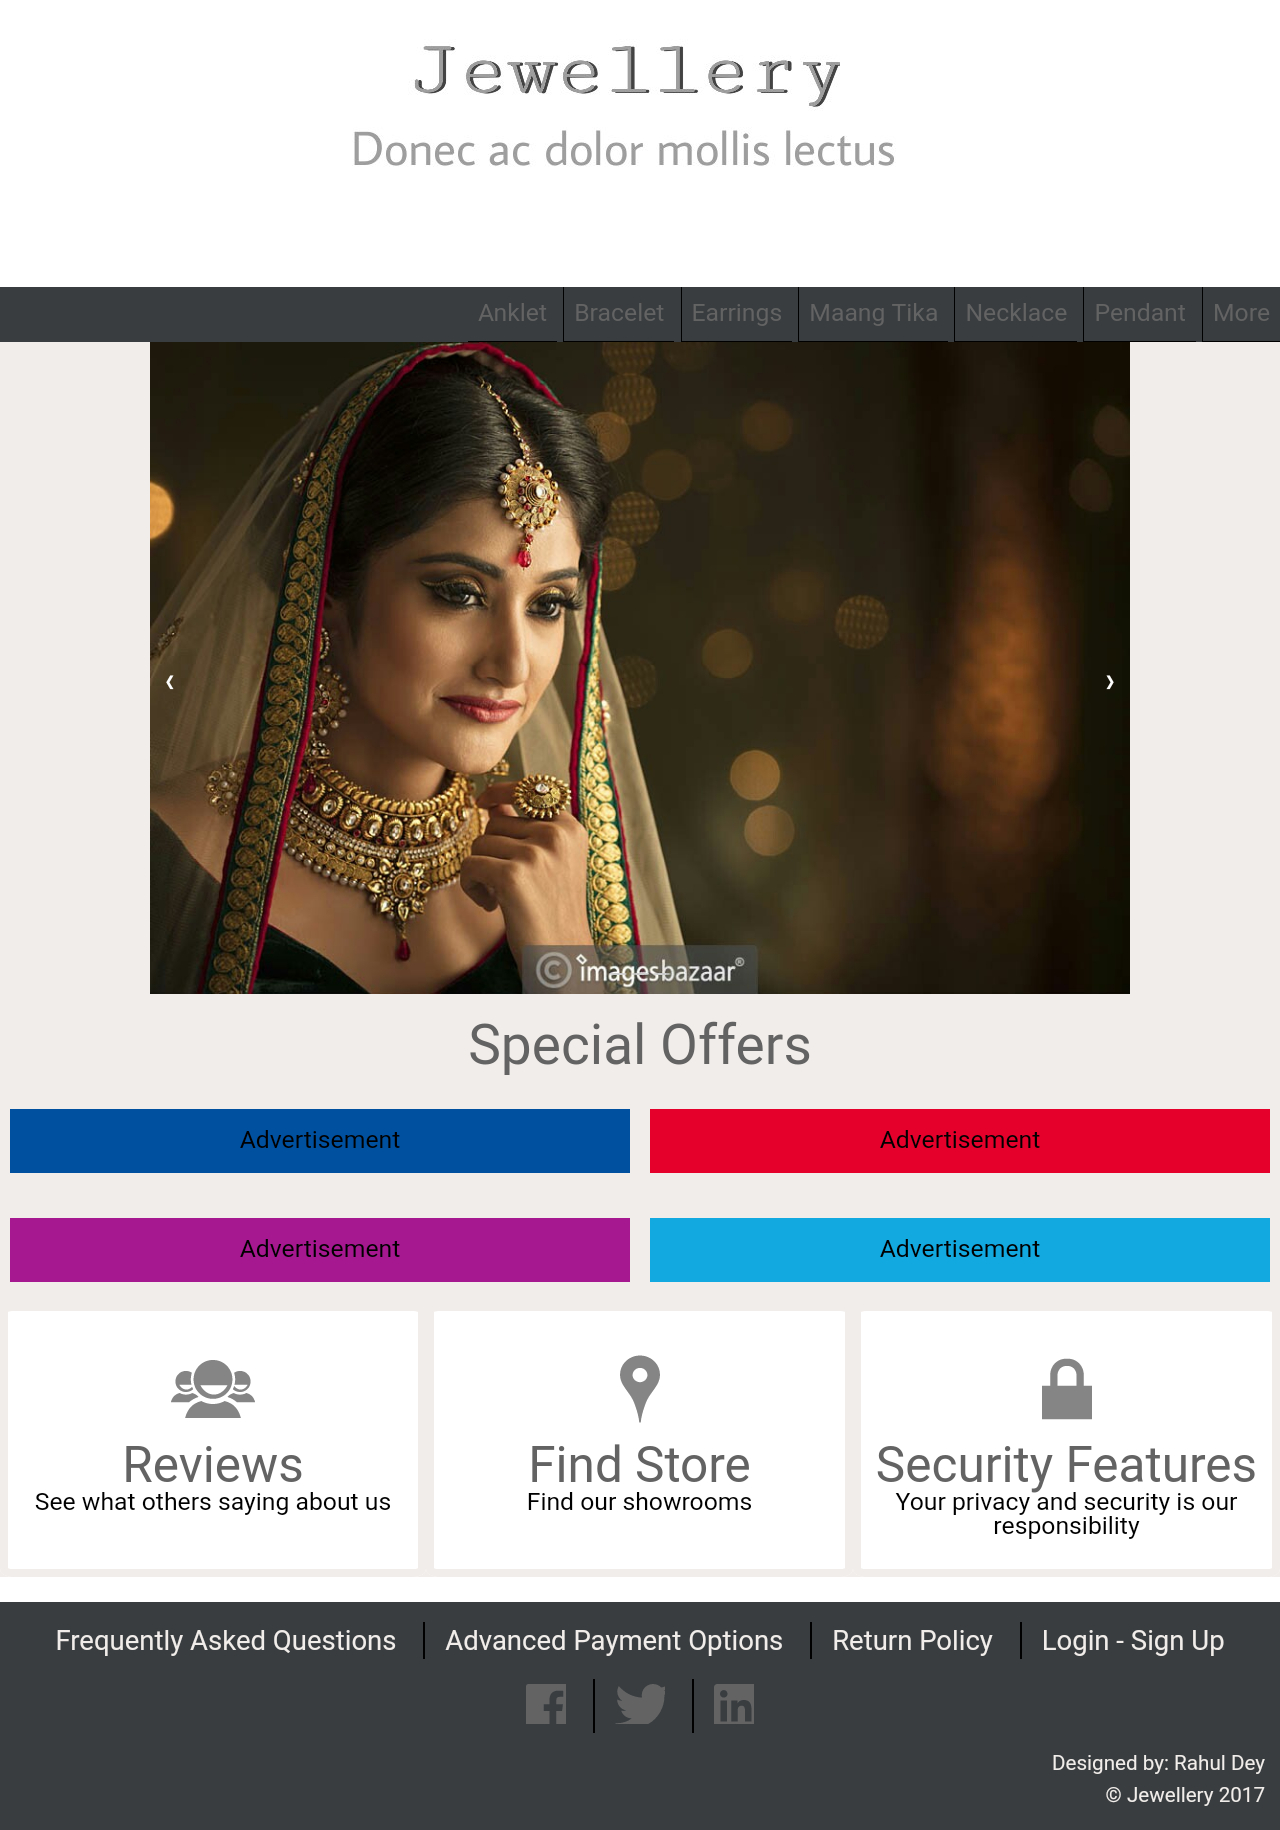 Jewellery
Donec ac dolor mollis lectus
Anklet
Bracelet
Earrings
Maang Tika
Necklace
Pendant
More
‹
›
© imagesbazaar®
Special Offers
Advertisement
Advertisement
Advertisement
Advertisement
Reviews
See what others saying about us
Find Store
Find our showrooms
Security Features
Your privacy and security is our
responsibility
Frequently Asked Questions
Advanced Payment Options
Return Policy
Login - Sign Up
Designed by: Rahul Dey
© Jewellery 2017